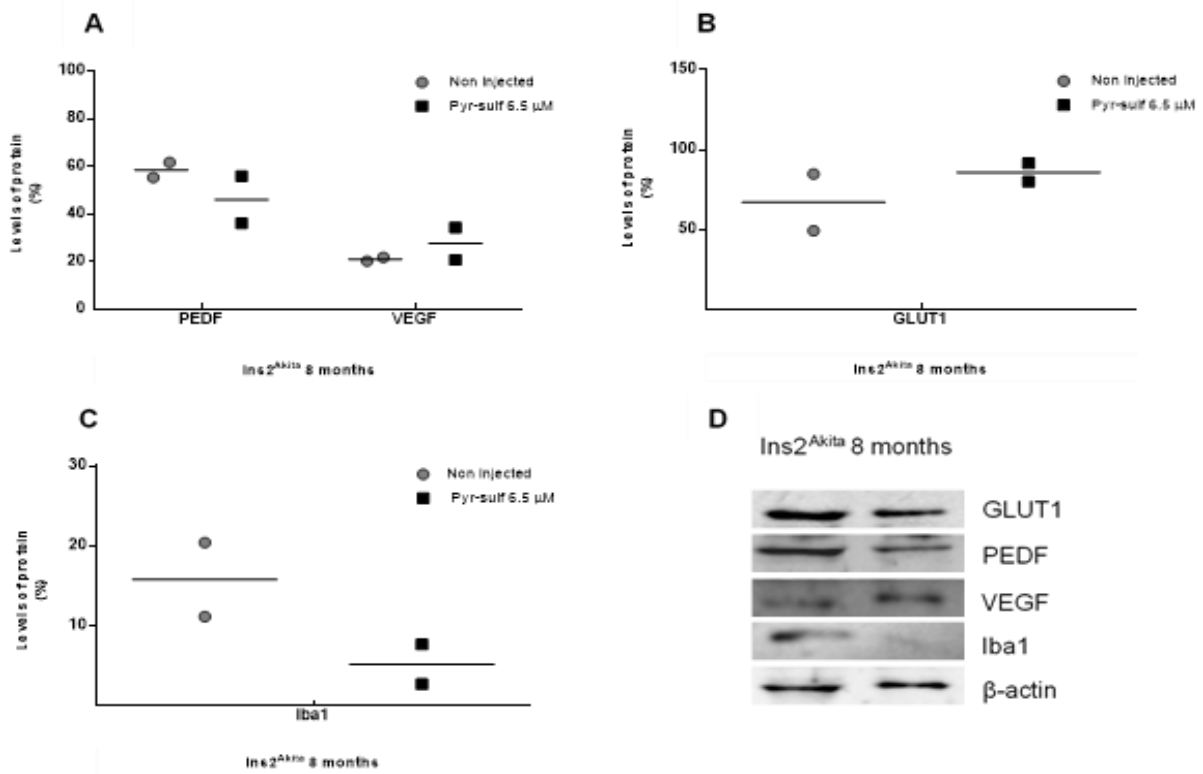 A
100
80
60
40
20
0
Levels of protein
(%)
Non Injected
Pyr-sulf 6.5 µM
PEDF
VEGF
Ins2Akita 8 months
B
150
100
50
Levels of protein
(%)
Non Injected
Pyr-sulf 6.5 µM
GLUT1
Ins2Akita 8 months
C
30
20
10
Levels of protein
(%)
Non Injected
Pyr-sulf 6.5 µM
Iba1
Ins2Akita 8 months
D
Ins2Akita 8 months
GLUT1
PEDF
VEGF
Iba1
β-actin